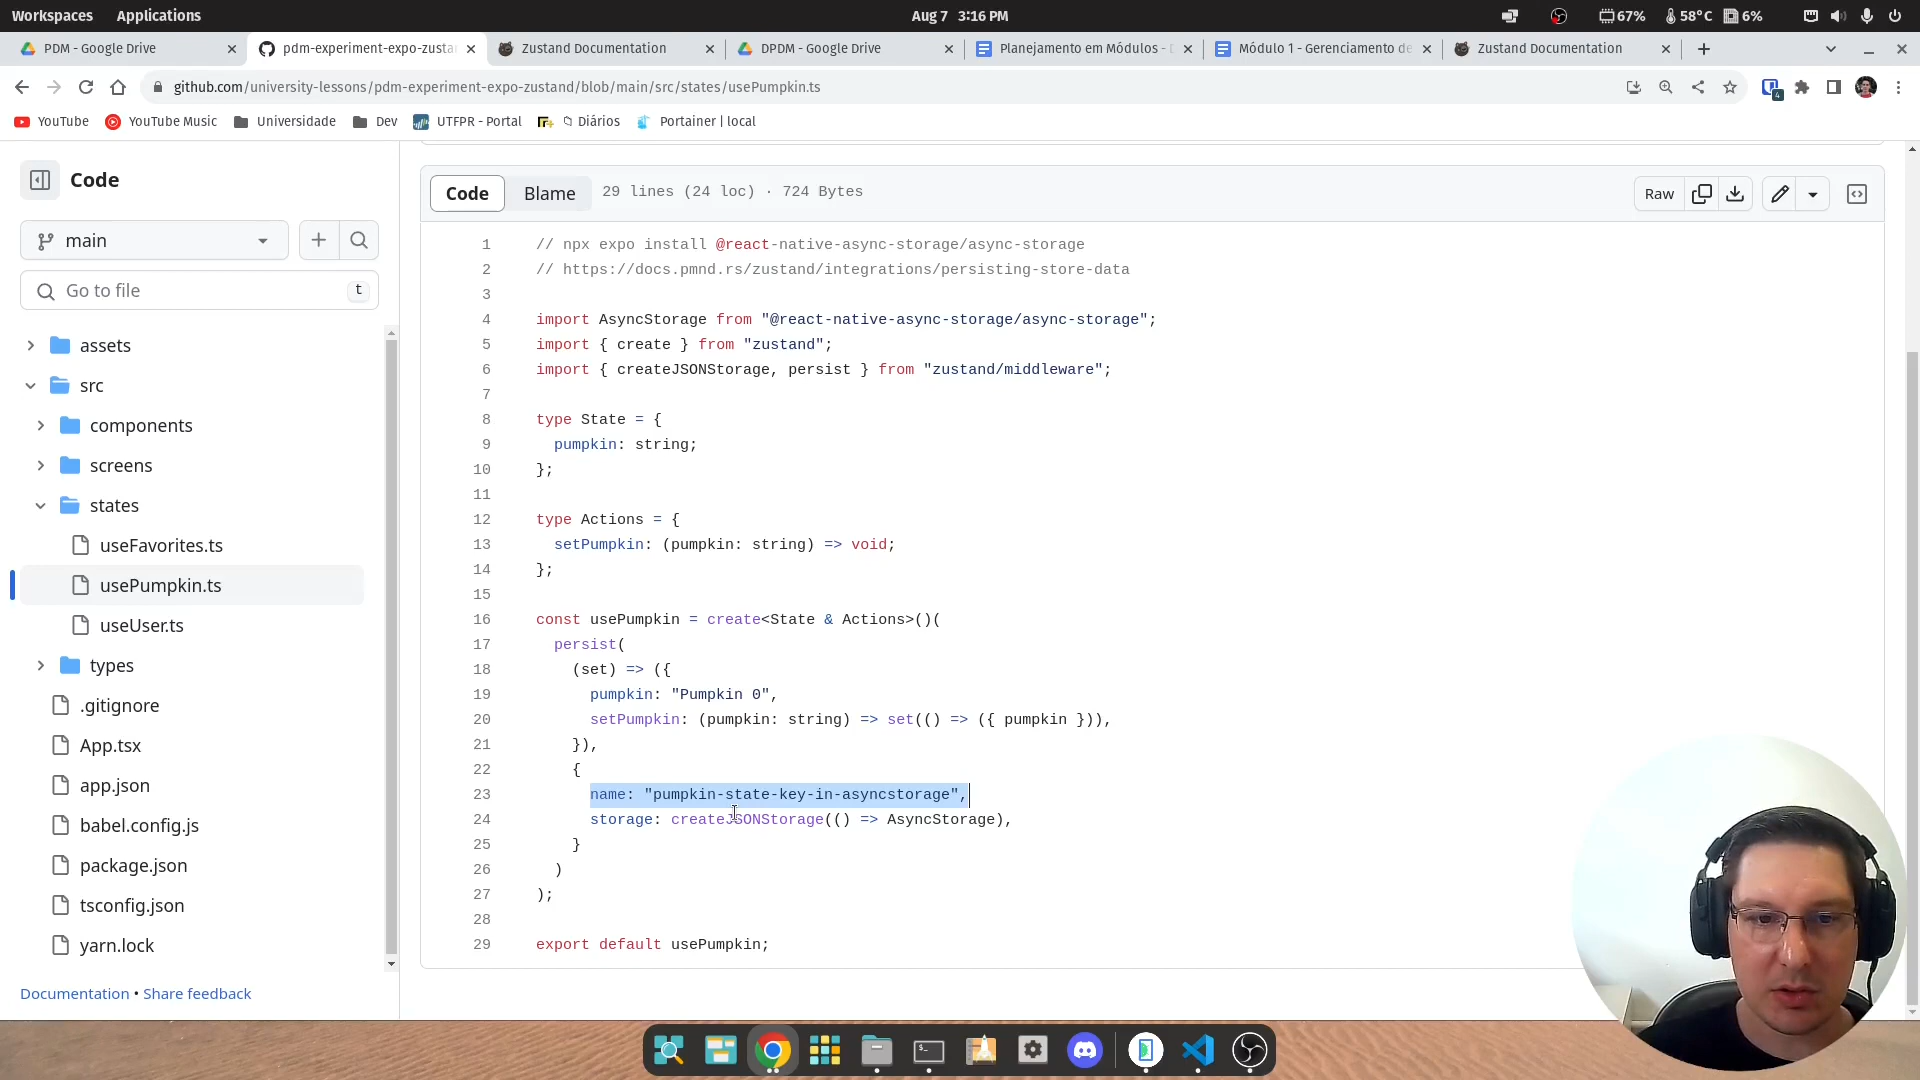 Workspaces Applications Aug 7 3:16 PM 67% 58°C 6%
PDM - Google Drive pdm-experiment-expo-zusta Zustand Documentation DPDM - Google Drive Planejamento em Módulos - Módulo 1 - Gerenciamento de Zustand Documentation
github.com/university-lessons/pdm-experiment-expo-zustand/blob/main/src/states/usePumpkin.ts 4
YouTube YouTube Music Universidade Dev UTFPR - Portal Diários Portainer | local
Code
main
Go to file t
assets
src
components
screens
states
useFavorites.ts
usePumpkin.ts
useUser.ts
types
.gitignore
App.tsx
app.json
babel.config.js
package.json
tsconfig.json
yarn.lock
Documentation • Share feedback
Code Blame 29 lines (24 loc) · 724 Bytes Raw
1 // npx expo install @react-native-async-storage/async-storage
2 // https://docs.pmnd.rs/zustand/integrations/persisting-store-data
3
4 import AsyncStorage from "@react-native-async-storage/async-storage";
5 import { create } from "zustand";
6 import { createJSONStorage, persist } from "zustand/middleware";
7
8 type State = {
9 pumpkin: string;
10 };
11
12 type Actions = {
13 setPumpkin: (pumpkin: string) => void;
14 };
15
16 const usePumpkin = create<State & Actions>()(
17 persist(
18 (set) => ({
19 pumpkin: "Pumpkin 0",
20 setPumpkin: (pumpkin: string) => set(() => ({ pumpkin })),
21 }),
22 {
23 name: "pumpkin-state-key-in-asyncstorage",
24 storage: createJSONStorage(() => AsyncStorage),
25 }
26 )
27 );
28
29 export default usePumpkin;